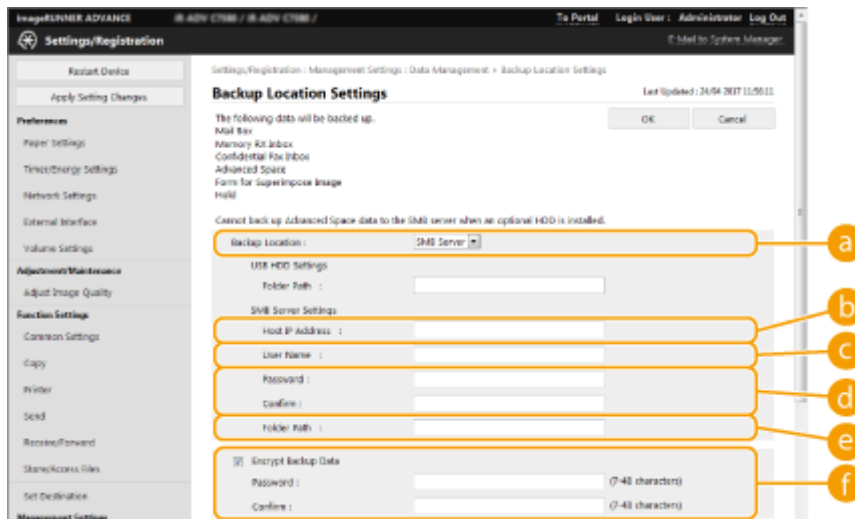 imageRUNNER ADVANCE iR-ADV C7580 / iR-ADV C7580 / To Portal Login User : Administrator Log Out
Settings/Registration E-Mail to System Manager
Restart Device
Apply Setting Changes
Preferences
Paper Settings
Timer/Energy Settings
Network Settings
External Interface
Volume Settings
Adjustment/Maintenance
Adjust Image Quality
Function Settings
Common Settings
Copy
Printer
Send
Receive/Forward
Store/Access Files
Set Destination
Management Settings
Settings/Registration : Management Settings : Data Management > Backup Location Settings
Backup Location Settings Last Updated : 24/04 2017 11:56:11
OK Cancel
The following data will be backed up.
Mail Box
Memory RX Inbox
Confidential Fax Inbox
Advanced Space
Form for Superimpose Image
Hold
Cannot back up Advanced Space data to the SMB server when an optional HDD is installed.
Backup Location : SMB Server a
USB HDD Settings
Folder Path :
SMB Server Settings
Host IP Address : b
User Name : c
Password :
Confirm : d
Folder Path : e
Encrypt Backup Data
Password : (7-48 characters) f
Confirm : (7-48 characters)